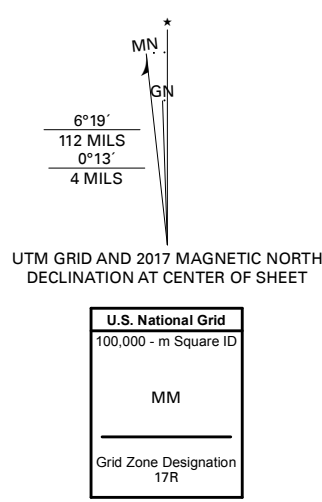 ★
MN
GN
6°19´
112 MILS
0°13´
4 MILS
UTM GRID AND 2017 MAGNETIC NORTH
DECLINATION AT CENTER OF SHEET
U.S. National Grid
100,000 - m Square ID
MM
Grid Zone Designation
17R